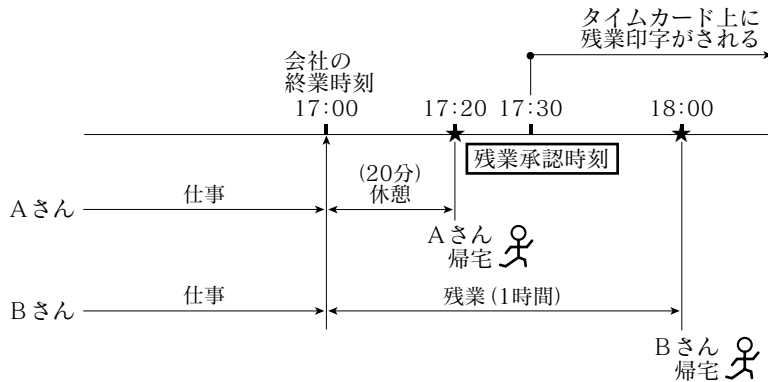 タイムカード上に
残業印字がされる
会社の
終業時刻
17:00
17:20
17:30
18:00
残業承認時刻
(20分)
休憩
仕事
Aさん
Aさん
帰宅
仕事
残業(1時間)
Bさん
Bさん
帰宅